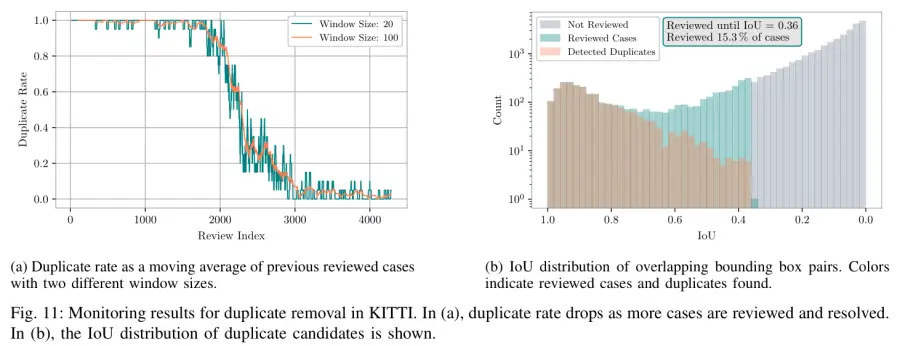 1.0
0.8
0.6
0.4
0.2
0.0
Duplicate Rate
Window Size: 20
Window Size: 100
0
1000
2000
3000
4000
Review Index
(a) Duplicate rate as a moving average of previous reviewed cases
with two different window sizes.
Not Reviewed
Reviewed Cases
Detected Duplicates
Reviewed until IoU = 0.36
Reviewed 15.3 % of cases
10³
10²
10¹
10⁰
Count
1.0
0.8
0.6
0.4
0.2
0.0
IoU
(b) IoU distribution of overlapping bounding box pairs. Colors
indicate reviewed cases and duplicates found.
Fig. 11: Monitoring results for duplicate removal in KITTI. In (a), duplicate rate drops as more cases are reviewed and resolved.
In (b), the IoU distribution of duplicate candidates is shown.